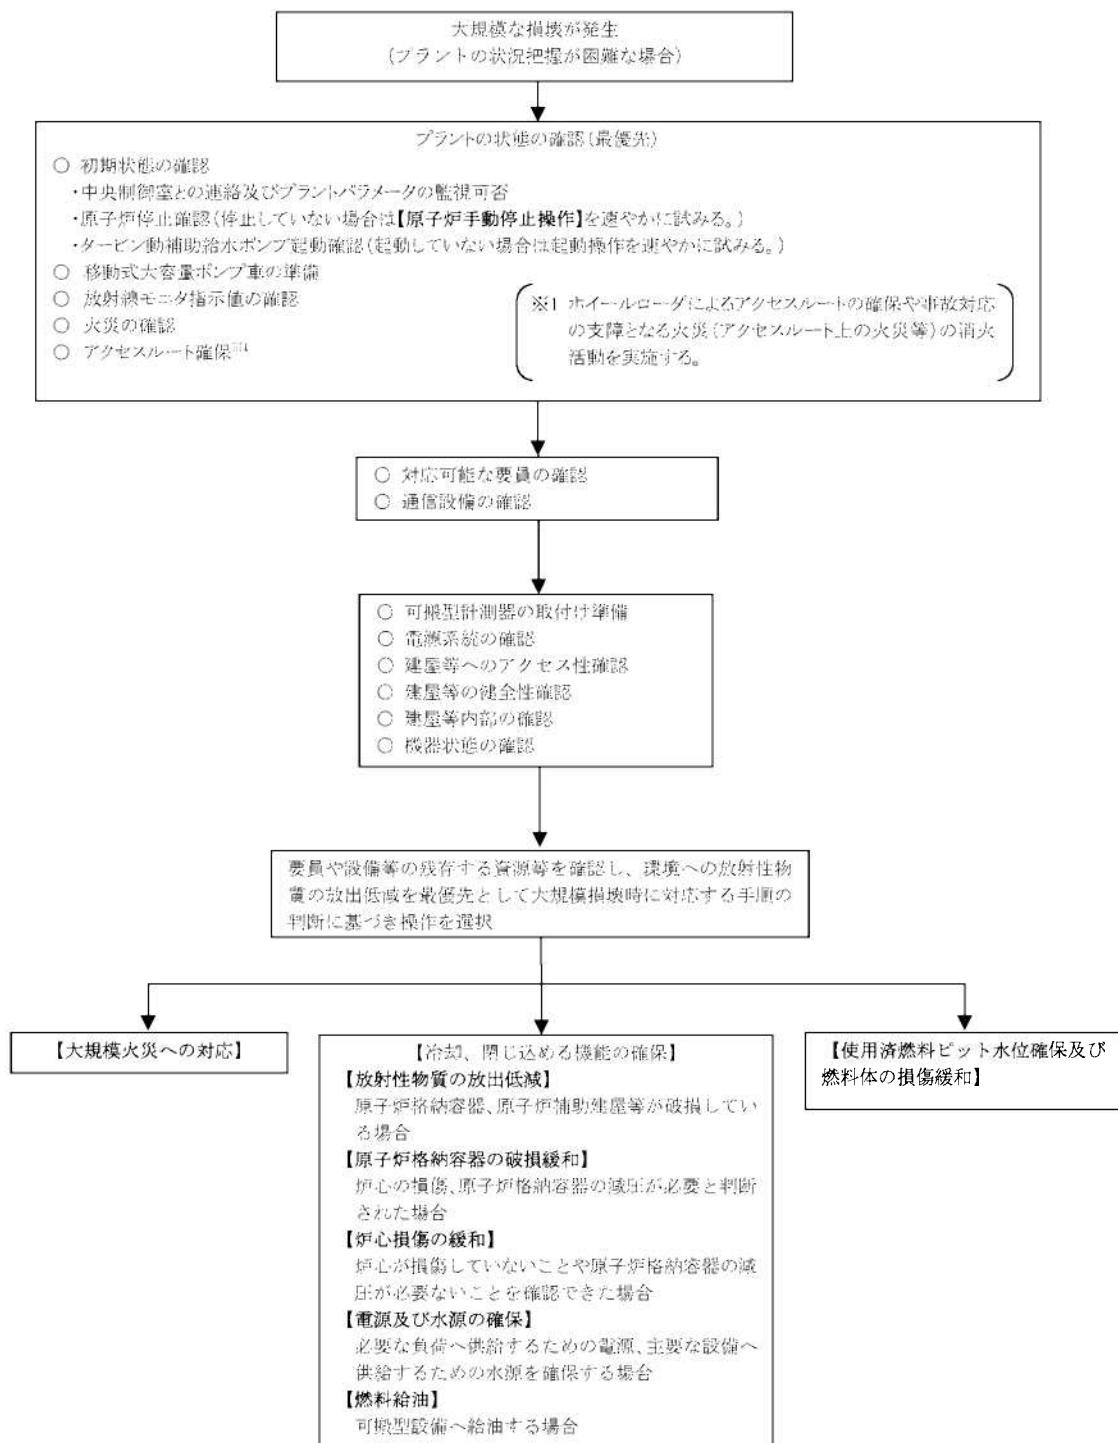 大規模な損壊が発生
（プラントの状況把握が困難な場合）
プラントの状態の確認（最優先）
○ 初期状態の確認
・中央制御室との連絡及びプラントパラメータの監視可否
・原子炉停止確認（停止していない場合は【原子炉手動停止操作】を速やかに試みる。）
・タービン動補助給水ポンプ起動確認（起動していない場合は起動操作を速やかに試みる。）
○ 移動式大容量ポンプ車の準備
○ 放射線モニタ指示値の確認
○ 火災の確認
○ アクセスルート確保※1
※1 ホイールローダによるアクセスルートの確保や事故対応
の支障となる火災（アクセスルート上の火災等）の消火
活動を実施する。
○ 対応可能な要員の確認
○ 通信設備の確認
○ 可搬型計測器の取付け準備
○ 電源系統の確認
○ 建屋等へのアクセス性確認
○ 建屋等の健全性確認
○ 建屋等内部の確認
○ 機器状態の確認
要員や設備等の残存する資源等を確認し、環境への放射性物
質の放出低減を最優先として大規模損壊時に対応する手順の
判断に基づき操作を選択
【大規模火災への対応】
【冷却、閉じ込める機能の確保】
【放射性物質の放出低減】
原子炉格納容器、原子炉補助建屋等が破損してい
る場合
【原子炉格納容器の破損緩和】
炉心の損傷、原子炉格納容器の減圧が必要と判断
された場合
【炉心損傷の緩和】
炉心が損傷していないことや原子炉格納容器の減
圧が必要ないことを確認できた場合
【電源及び水源の確保】
必要な負荷へ供給するための電源、主要な設備へ
供給するための水源を確保する場合
【燃料給油】
可搬型設備へ給油する場合
【使用済燃料ピット水位確保及び
燃料体の損傷緩和】